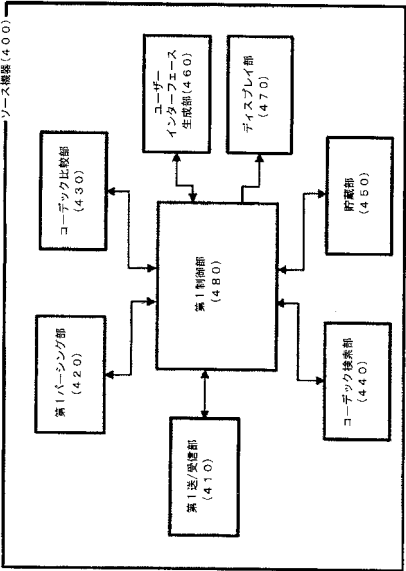 ソース機器(400)
第1パーシング部
(420)
コーデック比較部
(430)
ユーザー
インターフェース
生成部(460)
ディスプレイ部
(470)
第1送/受信部
(410)
第1制御部
(480)
コーデック検索部
(440)
貯蔵部
(450)